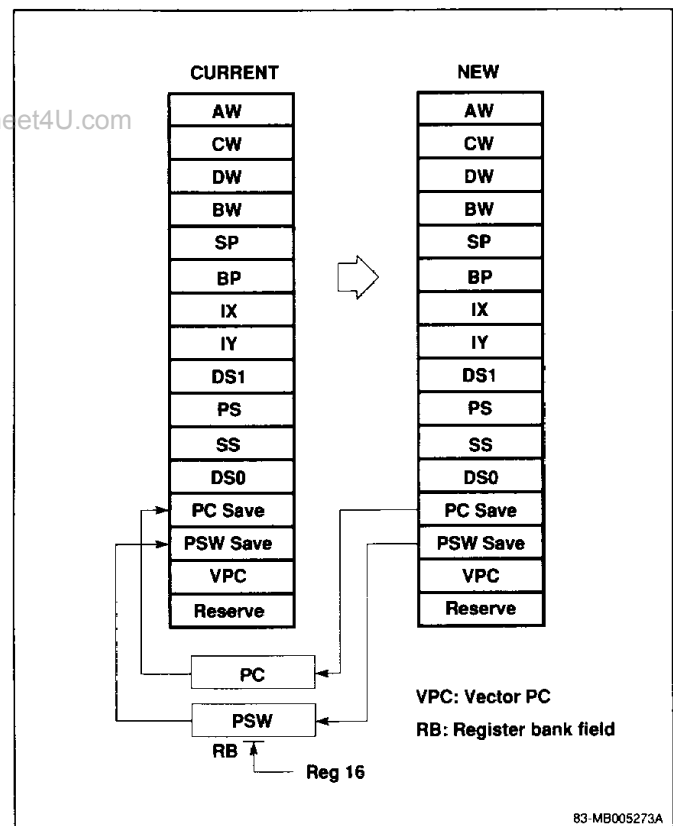 CURRENT NEW
eet4U.com
AW AW
CW CW
DW DW
BW BW
SP SP
BP BP
IX IX
IY IY
DS1 DS1
PS PS
SS SS
DS0 DS0
PC Save PC Save
PSW Save PSW Save
VPC VPC
Reserve Reserve
PC
PSW
RB
Reg 16
VPC: Vector PC
RB: Register bank field
83-MB005273A